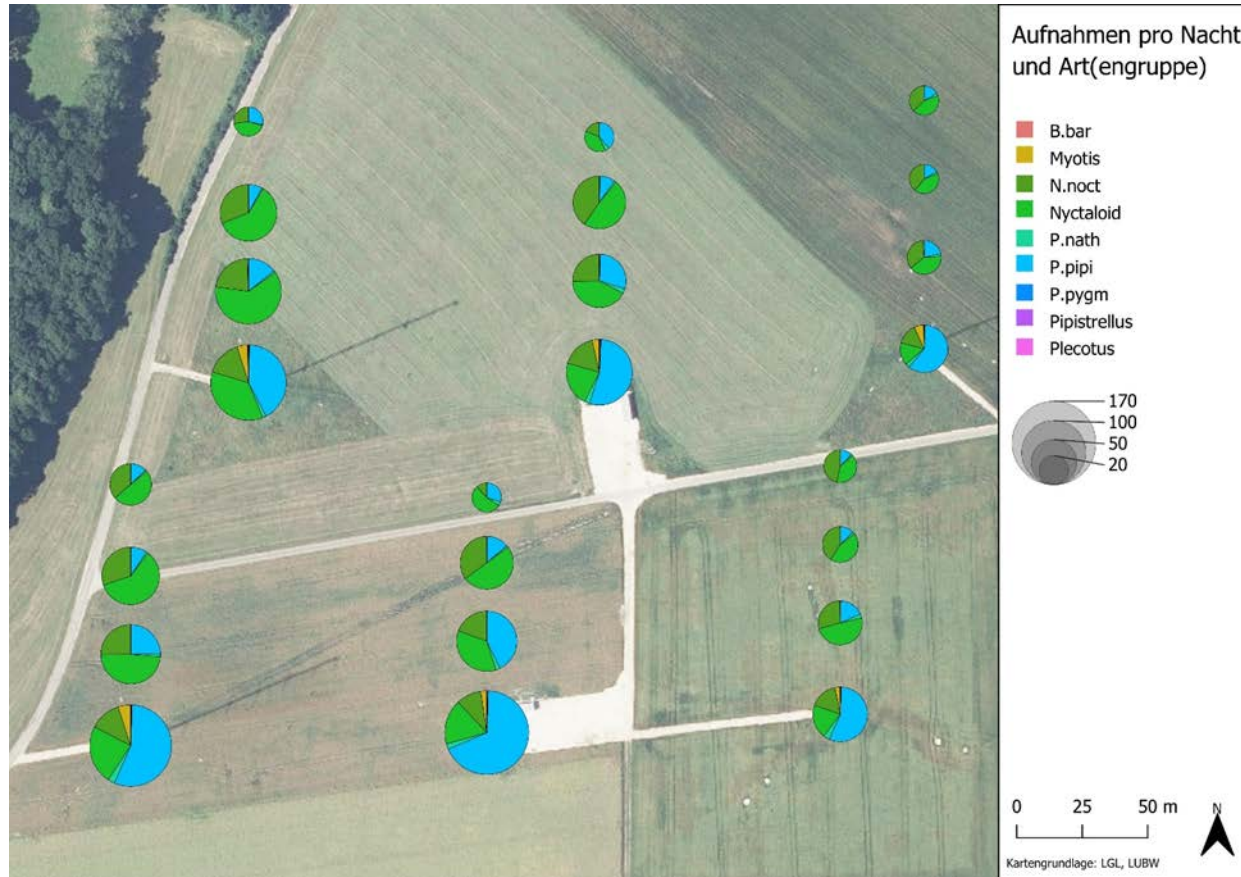 Aufnahmen pro Nacht
und Art(engruppe)
B.bar
Myotis
N.noct
Nyctaloid
P.nath
P.pipi
P.pygm
Pipistrellus
Plecotus
170
100
50
20
0 25 50 m
N
Kartengrundlage: LGL, LUBW